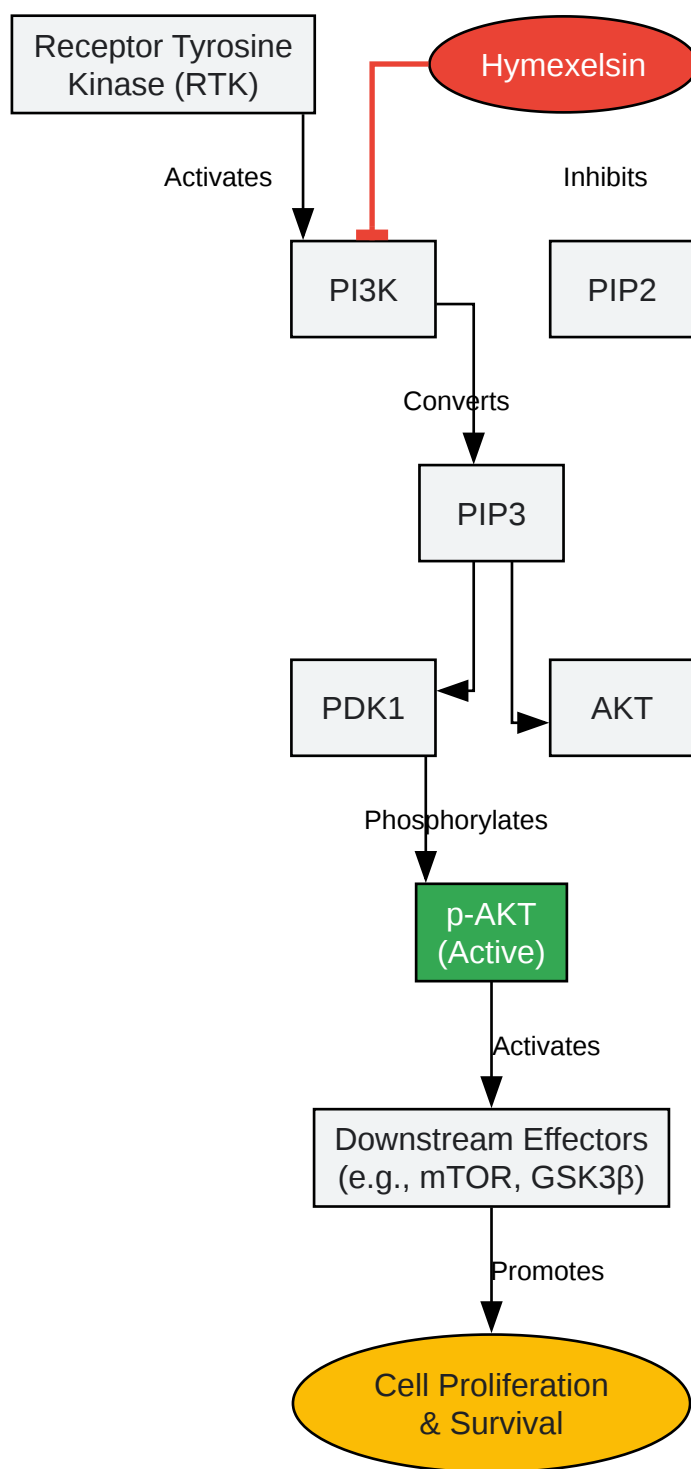 Receptor Tyrosine
Kinase (RTK)
Hymexelsin
Activates
Inhibits
PI3K
PIP2
Converts
PIP3
PDK1
AKT
Phosphorylates
p-AKT
(Active)
Activates
Downstream Effectors
(e.g., mTOR, GSK3β)
Promotes
Cell Proliferation
& Survival